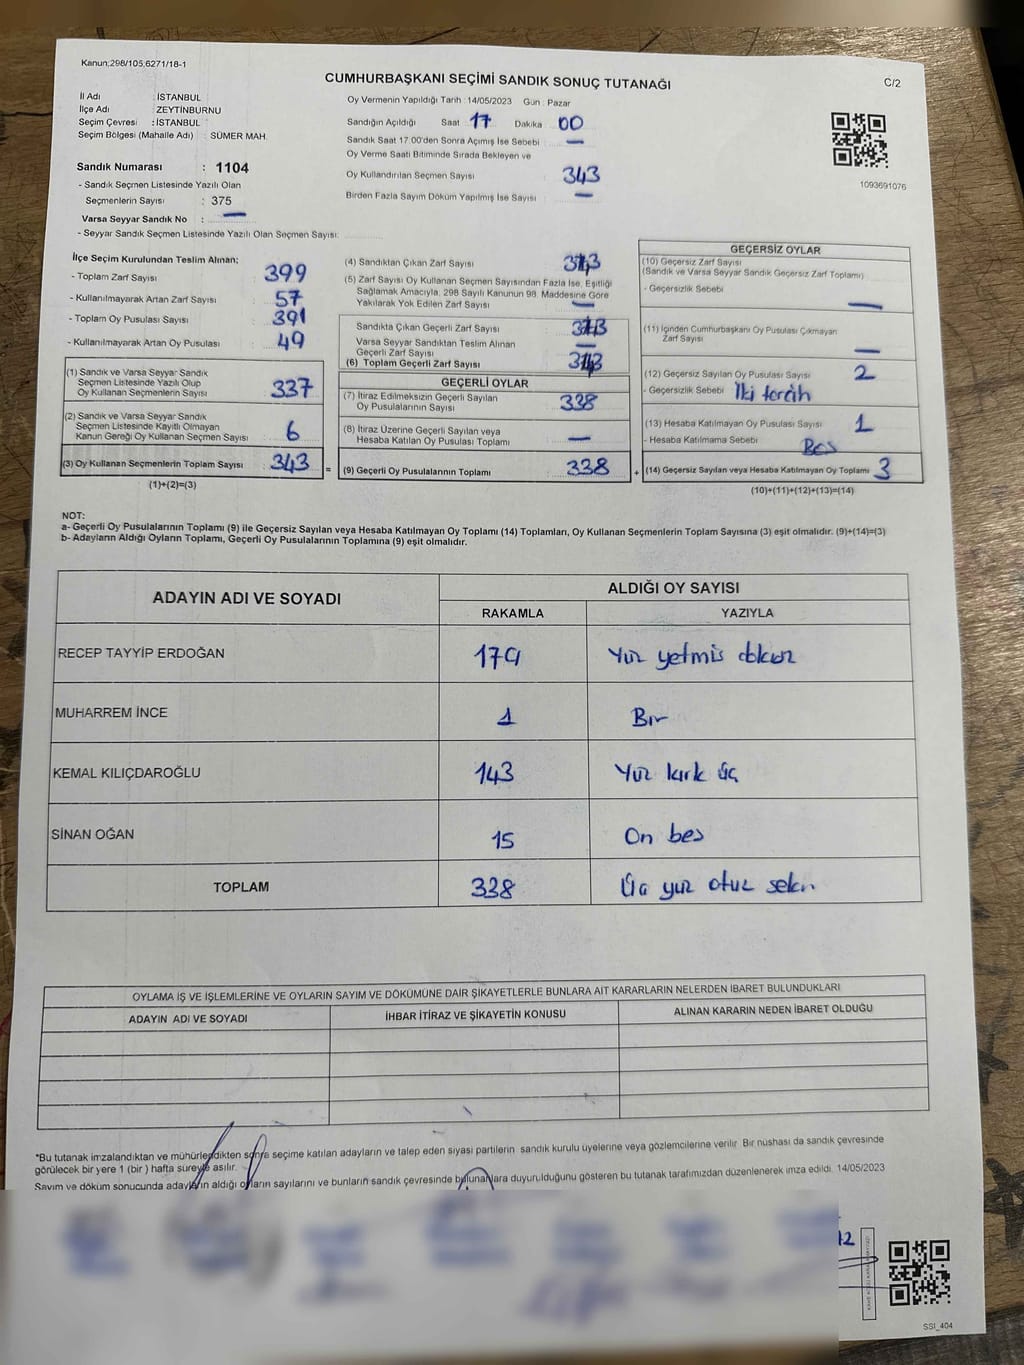 Kanun;298/105,6271/18-1
CUMHURBAŞKANI SEÇİMİ SANDIK SONUÇ TUTANAĞI
C/2
İl Adı : İSTANBUL
İlçe Adı : ZEYTİNBURNU
Seçim Çevresi : İSTANBUL
Seçim Bölgesi (Mahalle Adı) : SÜMER MAH.
Sandık Numarası : 1104
- Sandık Seçmen Listesinde Yazılı Olan
Seçmenlerin Sayısı : 375
Varsa Seyyar Sandık No : —
- Seyyar Sandık Seçmen Listesinde Yazılı Olan Seçmen Sayısı:
Oy Vermenin Yapıldığı Tarih : 14/05/2023 Gün : Pazar
Sandığın Açıldığı Saat 17 Dakika 00
Sandık Saat 17:00'den Sonra Açımış İse Sebebi —
Oy Verme Saati Bitiminde Sırada Bekleyen ve
Oy Kullandırılan Seçmen Sayısı 343
Birden Fazla Sayım Döküm Yapılmış İse Sayısı —
1093691076
İlçe Seçim Kurulundan Teslim Alınan:
- Toplam Zarf Sayısı : 399
- Kullanılmayarak Artan Zarf Sayısı : 57
- Toplam Oy Pusulası Sayısı : 391
- Kullanılmayarak Artan Oy Pusulası : 49
(1) Sandık ve Varsa Seyyar Sandık
Seçmen Listesinde Yazılı Olup
Oy Kullanan Seçmenlerin Sayısı : 337
(2) Sandık ve Varsa Seyyar Sandık
Seçmen Listesinde Kayıtlı Olmayan
Kanun Gereği Oy Kullanan Seçmen Sayısı : 6
(3) Oy Kullanan Seçmenlerin Toplam Sayısı : 343
(1)+(2)=(3)
(4) Sandıktan Çıkan Zarf Sayısı 343
(5) Zarf Sayısı Oy Kullanan Seçmen Sayısından Fazla İse, Eşitliği
Sağlamak Amacıyla, 298 Sayılı Kanunun 98. Maddesine Göre
Yakılarak Yok Edilen Zarf Sayısı —
Sandıkta Çıkan Geçerli Zarf Sayısı 343
Varsa Seyyar Sandıktan Teslim Alınan —
Geçerli Zarf Sayısı
(6) Toplam Geçerli Zarf Sayısı 343
GEÇERLİ OYLAR
(7) İtiraz Edilmeksizin Geçerli Sayılan
Oy Pusulalarının Sayısı : 338
(8) İtiraz Üzerine Geçerli Sayılan veya
Hesaba Katılan Oy Pusulası Toplamı : —
= (9) Geçerli Oy Pusulalarının Toplamı : 338
GEÇERSİZ OYLAR
(10) Geçersiz Zarf Sayısı
(Sandık ve Varsa Seyyar Sandık Geçersiz Zarf Toplamı)
- Geçersizlik Sebebi —
(11) İçinden Cumhurbaşkanı Oy Pusulası Çıkmayan
Zarf Sayısı —
(12) Geçersiz Sayılan Oy Pusulası Sayısı 2
- Geçersizlik Sebebi İki tercih
(13) Hesaba Katılmayan Oy Pusulası Sayısı 1
- Hesaba Katılmama Sebebi Bos
+ (14) Geçersiz Sayılan veya Hesaba Katılmayan Oy Toplamı 3
(10)+(11)+(12)+(13)=(14)
NOT:
a- Geçerli Oy Pusulalarının Toplamı (9) ile Geçersiz Sayılan veya Hesaba Katılmayan Oy Toplamı (14) Toplamları, Oy Kullanan Seçmenlerin Toplam Sayısına (3) eşit olmalıdır. (9)+(14)=(3)
b- Adayların Aldığı Oyların Toplamı, Geçerli Oy Pusulalarının Toplamına (9) eşit olmalıdır.
ADAYIN ADI VE SOYADI
ALDIĞI OY SAYISI
RAKAMLA YAZIYLA
RECEP TAYYİP ERDOĞAN 179 Yüz yetmis dokuz
MUHARREM İNCE 1 Bir
KEMAL KILIÇDAROĞLU 143 Yüz kırk üç
SİNAN OĞAN 15 On bes
TOPLAM 338 Üç yüz otuz sekiz
OYLAMA İŞ VE İŞLEMLERİNE VE OYLARIN SAYIM VE DÖKÜMÜNE DAİR ŞİKAYETLERLE BUNLARA AİT KARARLARIN NELERDEN İBARET BULUNDUKLARI
ADAYIN ADI VE SOYADI İHBAR İTİRAZ VE ŞİKAYETİN KONUSU ALINAN KARARIN NEDEN İBARET OLDUĞU
*Bu tutanak imzalandıktan ve mühürlendikten sonra seçime katılan adayların ve talep eden siyasi partilerin sandık kurulu üyelerine veya gözlemcilerine verilir. Bir nüshası da sandık çevresinde
görülecek bir yere 1 (bir ) hafta süreyle asılır.
Sayım ve döküm sonucunda adayların aldığı oyların sayılarını ve bunların sandık çevresinde bulunanlara duyurulduğunu gösteren bu tutanak tarafımızdan düzenlenerek imza edildi. 14/05/2023
SSI_404